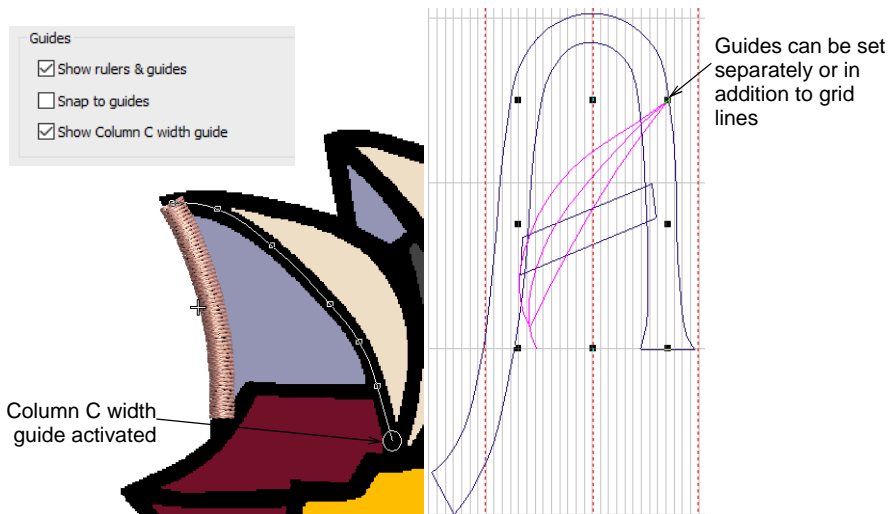 Guides
Show rulers & guides
Snap to guides
Show Column C width guide
Guides can be set
separately or in
addition to grid
lines
Column C width
guide activated